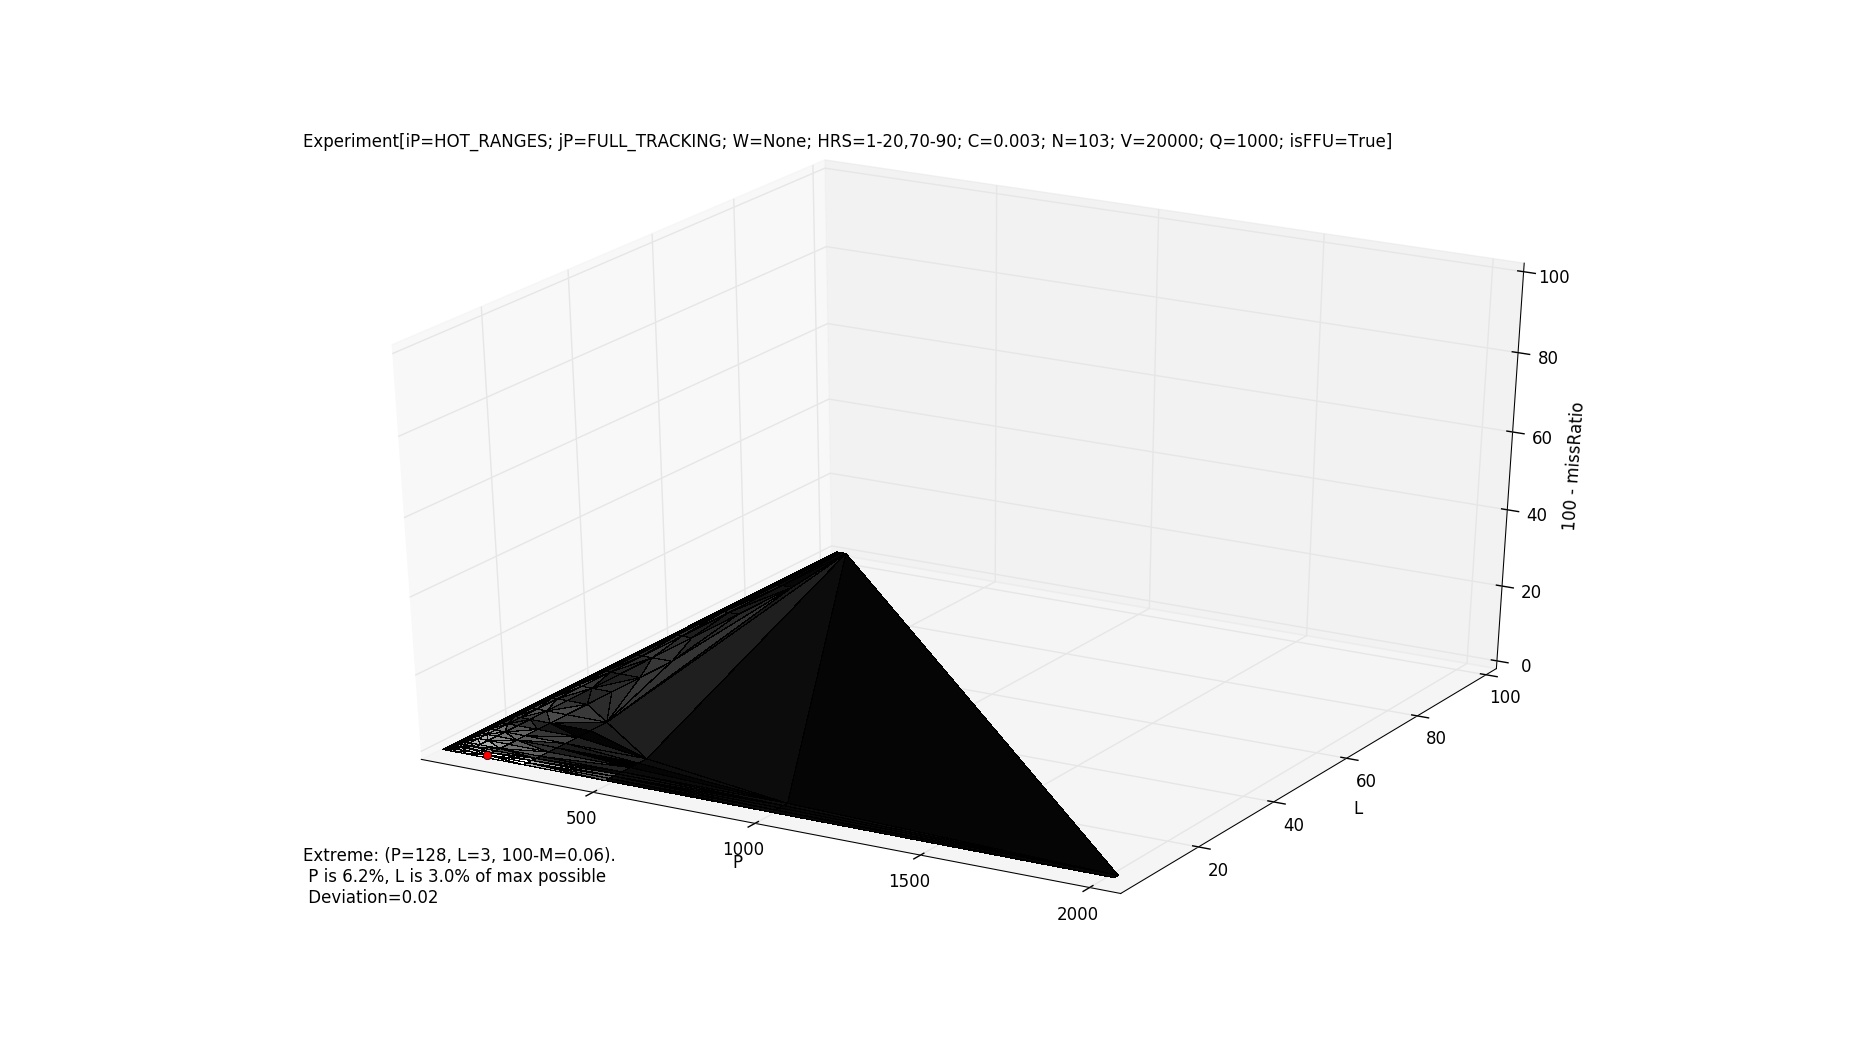 Experiment[iP=HOT_RANGES; jP=FULL_TRACKING; W=None; HRS=1-20,70-90; C=0.003; N=103; V=20000; Q=1000; isFFU=True]
100
80
60
40
20
0
100 - missRatio
100
80
60
40
20
L
500
1000
1500
2000
P
Extreme: (P=128, L=3, 100-M=0.06).
P is 6.2%, L is 3.0% of max possible
Deviation=0.02